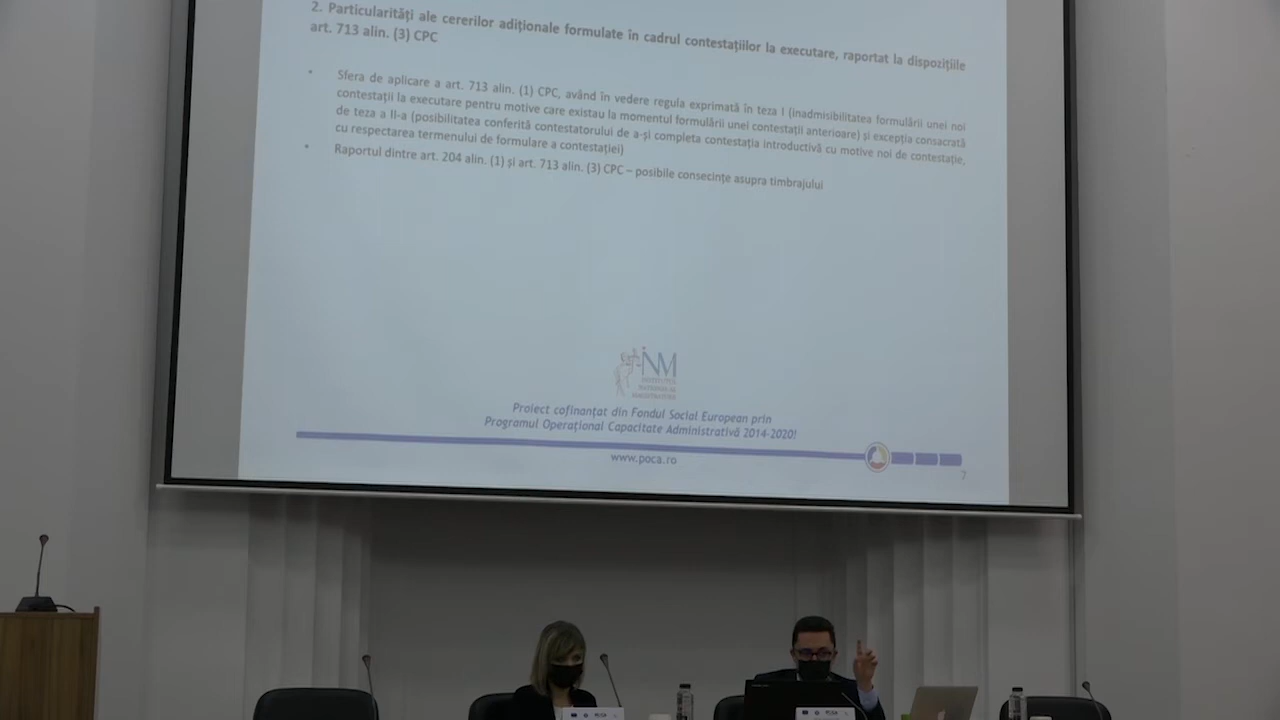 2. Particularități ale cererilor adiționale formulate în cadrul contestațiilor la executare, raportat la dispozițiile
art. 713 alin. (3) CPC
• Sfera de aplicare a art. 713 alin. (1) CPC, având în vedere regula exprimată în teza I (inadmisibilitatea formulării unei noi
contestații la executare pentru motive care existau la momentul formulării unei contestații anterioare) și excepția consacrată
de teza a II-a (posibilitatea conferită contestatorului de a-și completa contestația introductivă cu motive noi de contestație,
cu respectarea termenului de formulare a contestației)
• Raportul dintre art. 204 alin. (1) și art. 713 alin. (3) CPC – posibile consecințe asupra timbrajului
INM
Proiect cofinanțat din Fondul Social European prin
Programul Operațional Capacitate Administrativă 2014-2020!
www.poca.ro
7